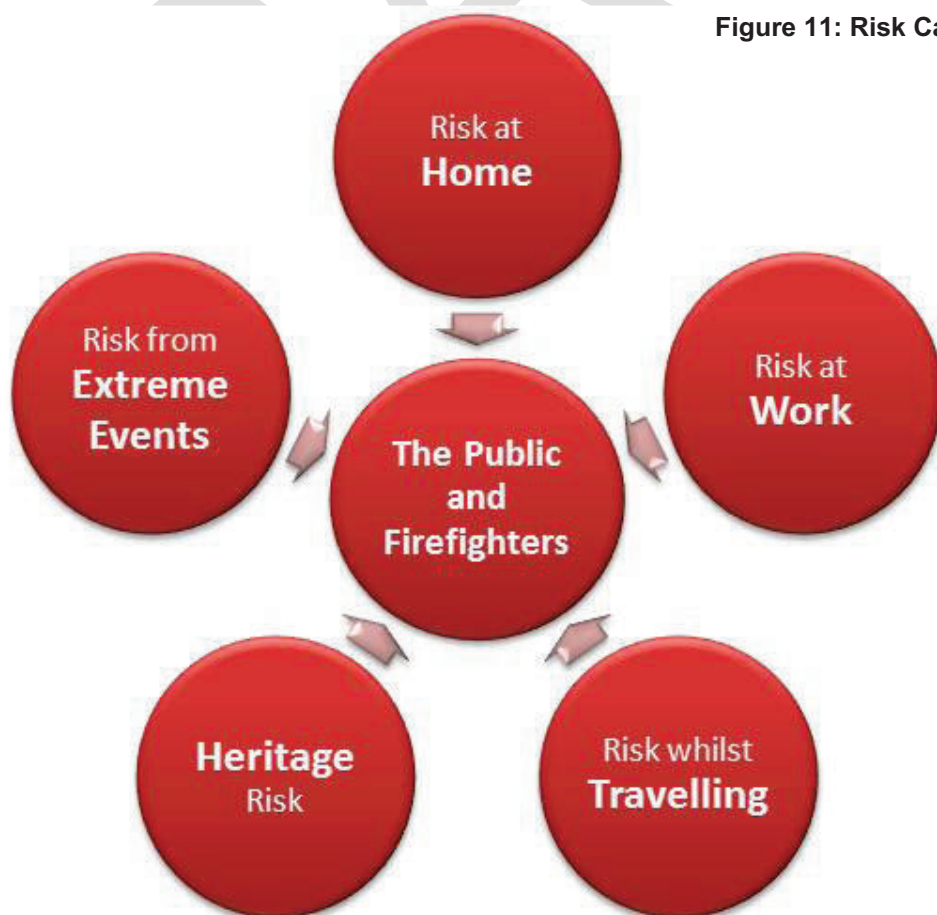 Figure 11: Risk Ca
Risk at
Home
Risk from
Extreme
Events
Risk at
Work
The Public
and
Firefighters
Heritage
Risk
Risk whilst
Travelling